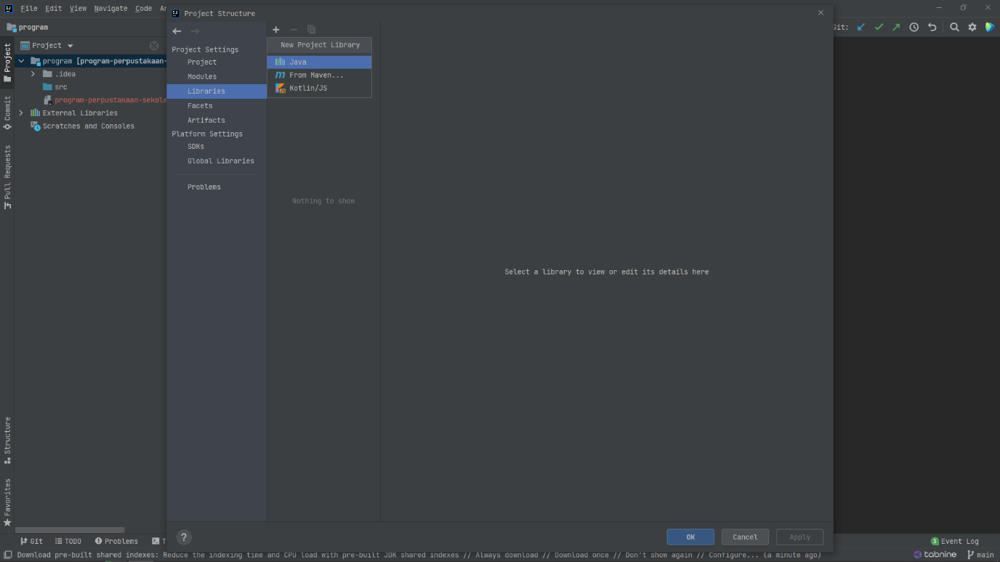 File Edit View Navigate Code
Project Structure
program
Git:
Project
New Project Library
Project Settings
Project
Modules
Libraries
Facets
Artifacts
Platform Settings
SDKs
Global Libraries
Problems
Java
From Maven...
Kotlin/JS
program [program-perpustakaan-
.idea
src
program-perpustakaan-sekola
External Libraries
Scratches and Consoles
Nothing to show
Select a library to view or edit its details here
Project
Commit
Pull Requests
Structure
Favorites
?
OK
Cancel
Apply
Git
TODO
Problems
T
3 Event Log
Download pre-built shared indexes: Reduce the indexing time and CPU load with pre-built JDK shared indexes // Always download // Download once // Don't show again // Configure... (a minute ago)
tabnine
main